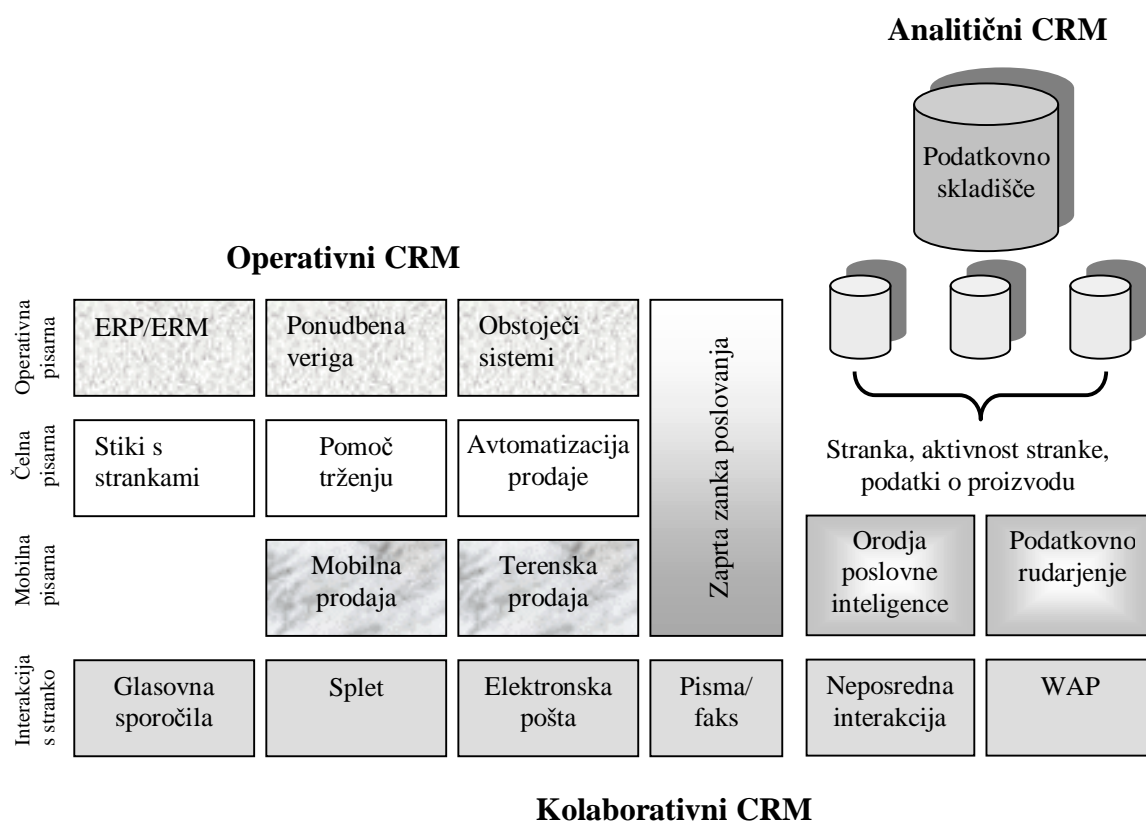 Analitični CRM
Podatkovno
skladišče
Operativni CRM
Operativna
pisarna
ERP/ERM
Ponudbena
veriga
Obstoječi
sistemi
Zaprta zanka poslovanja
Čelna
pisarna
Stiki s
strankami
Pomoč
trženju
Avtomatizacija
prodaje
Stranka, aktivnost stranke,
podatki o proizvodu
Mobilna
pisarna
Mobilna
prodaja
Terenska
prodaja
Orodja
poslovne
inteligence
Podatkovno
rudarjenje
Interakcija
s stranko
Glasovna
sporočila
Splet
Elektronska
pošta
Pisma/
faks
Neposredna
interakcija
WAP
Kolaborativni CRM